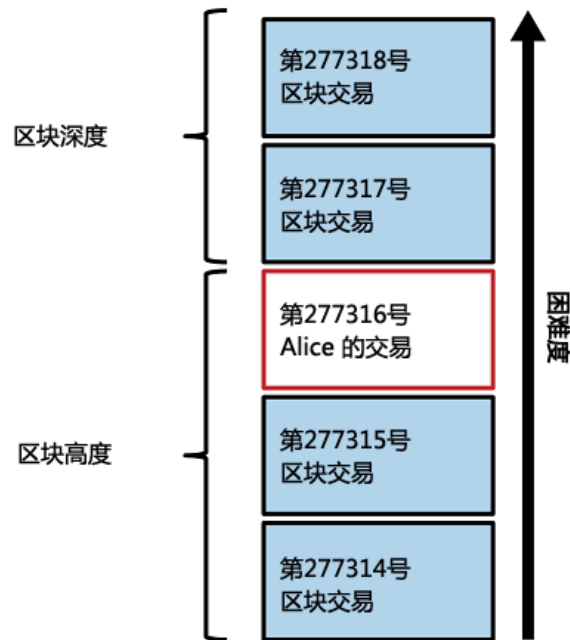 第277318号
区块交易
区块深度
第277317号
区块交易
第277316号
Alice 的交易
困难度
第277315号
区块交易
区块高度
第277314号
区块交易